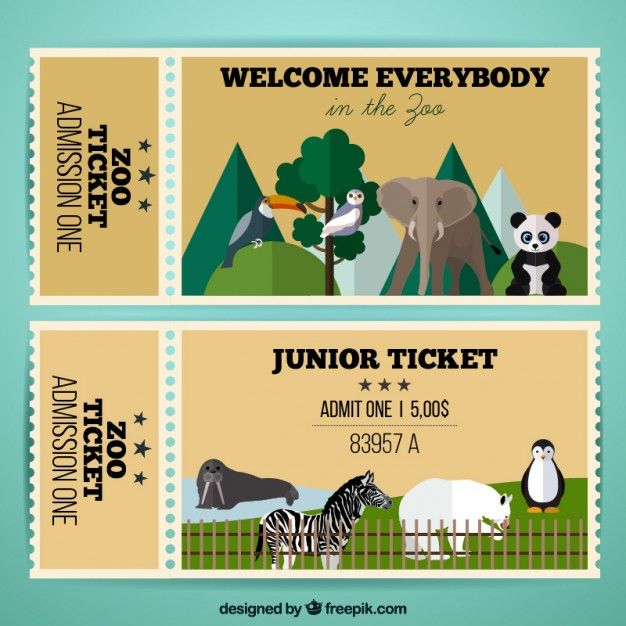 ZOO
TICKET
ADMISSION ONE
WELCOME EVERYBODY
in the Zoo
ZOO
TICKET
ADMISSION ONE
JUNIOR TICKET
ADMIT ONE | 5,00$
83957 A
designed by freepik.com